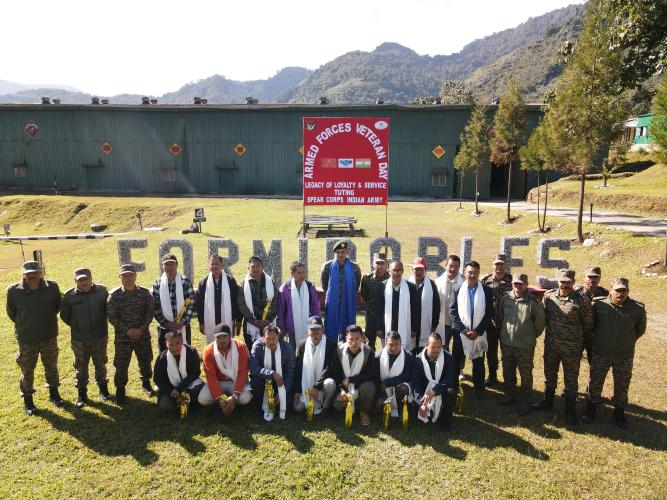 ARMED FORCES VETERAN DAY
LEGACY OF LOYALTY & SERVICE
TUTING
SPEAR CORPS INDIAN ARMY
FORMIDABLES